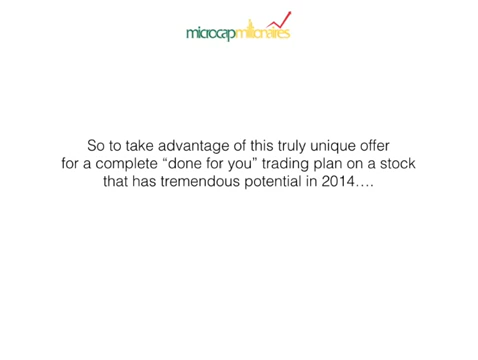 microcapmillionaires
So to take advantage of this truly unique offer
for a complete “done for you” trading plan on a stock
that has tremendous potential in 2014….